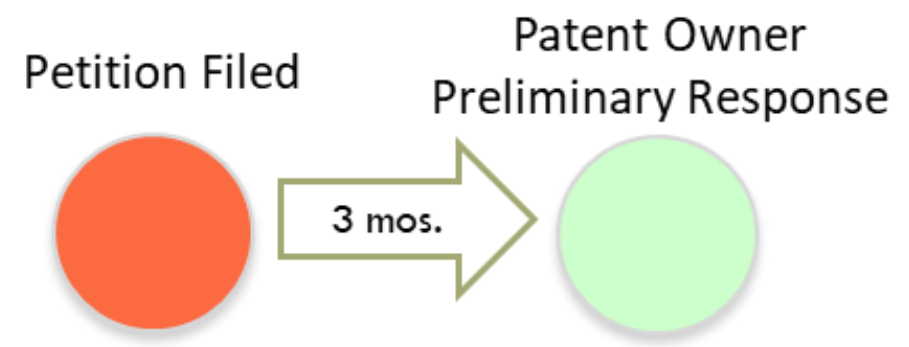 Petition Filed
Patent Owner
Preliminary Response
3 mos.